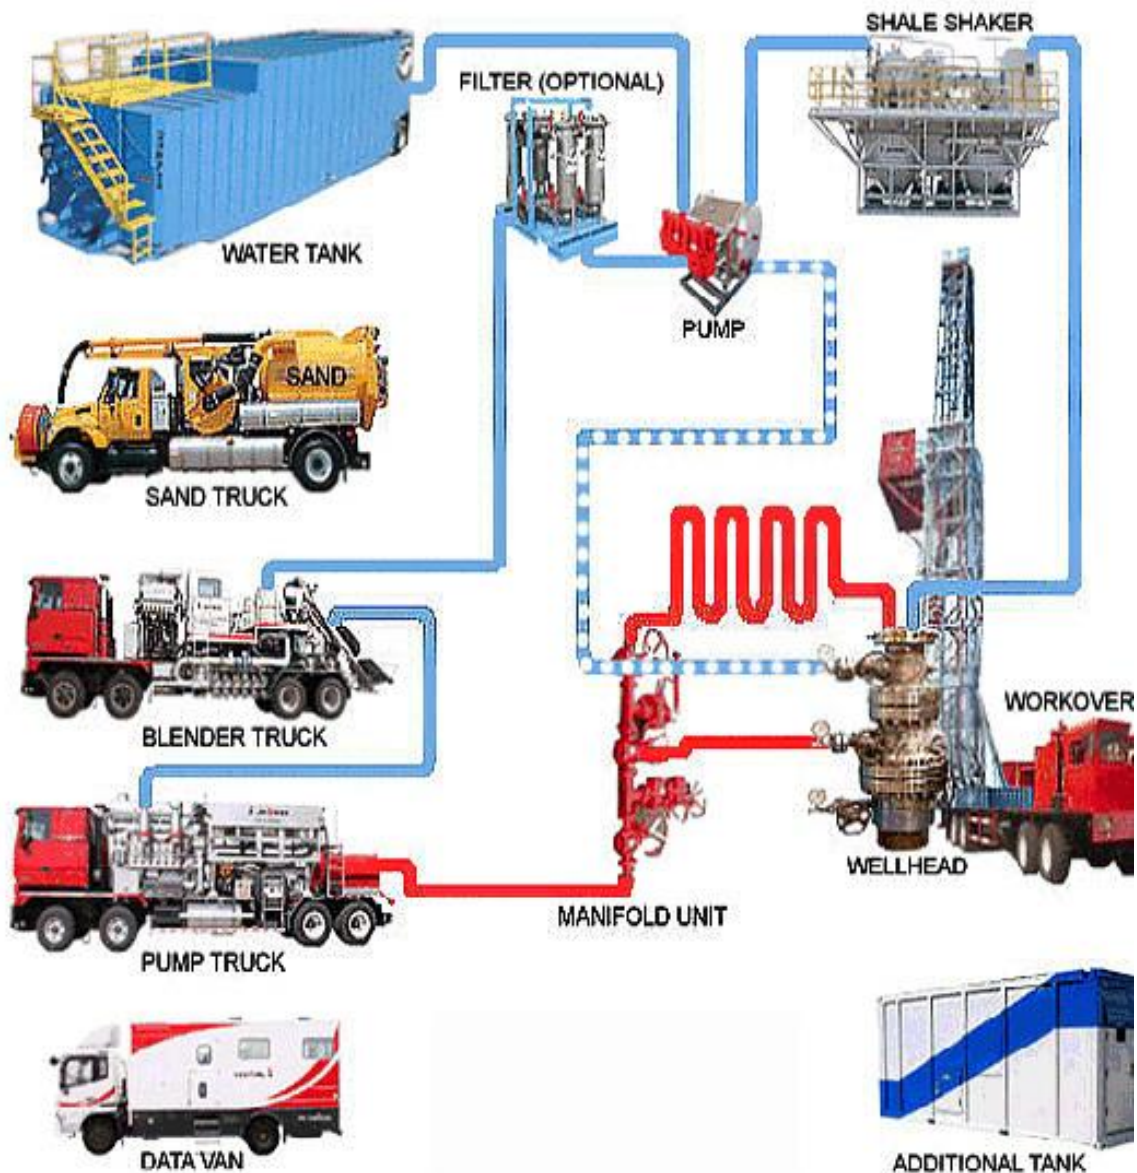 SHALE SHAKER
FILTER (OPTIONAL)
WATER TANK
PUMP
SAND
SAND TRUCK
WORKOVER
BLENDER TRUCK
WELLHEAD
MANIFOLD UNIT
PUMP TRUCK
DATA VAN
ADDITIONAL TANK